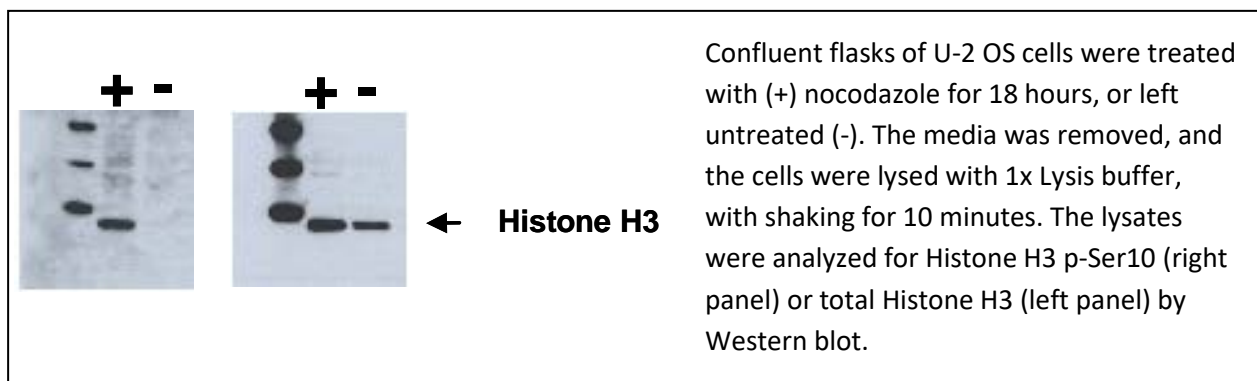 + -
+ -
Histone H3
Confluent flasks of U-2 OS cells were treated
with (+) nocodazole for 18 hours, or left
untreated (-). The media was removed, and
the cells were lysed with 1x Lysis buffer,
with shaking for 10 minutes. The lysates
were analyzed for Histone H3 p-Ser10 (right
panel) or total Histone H3 (left panel) by
Western blot.